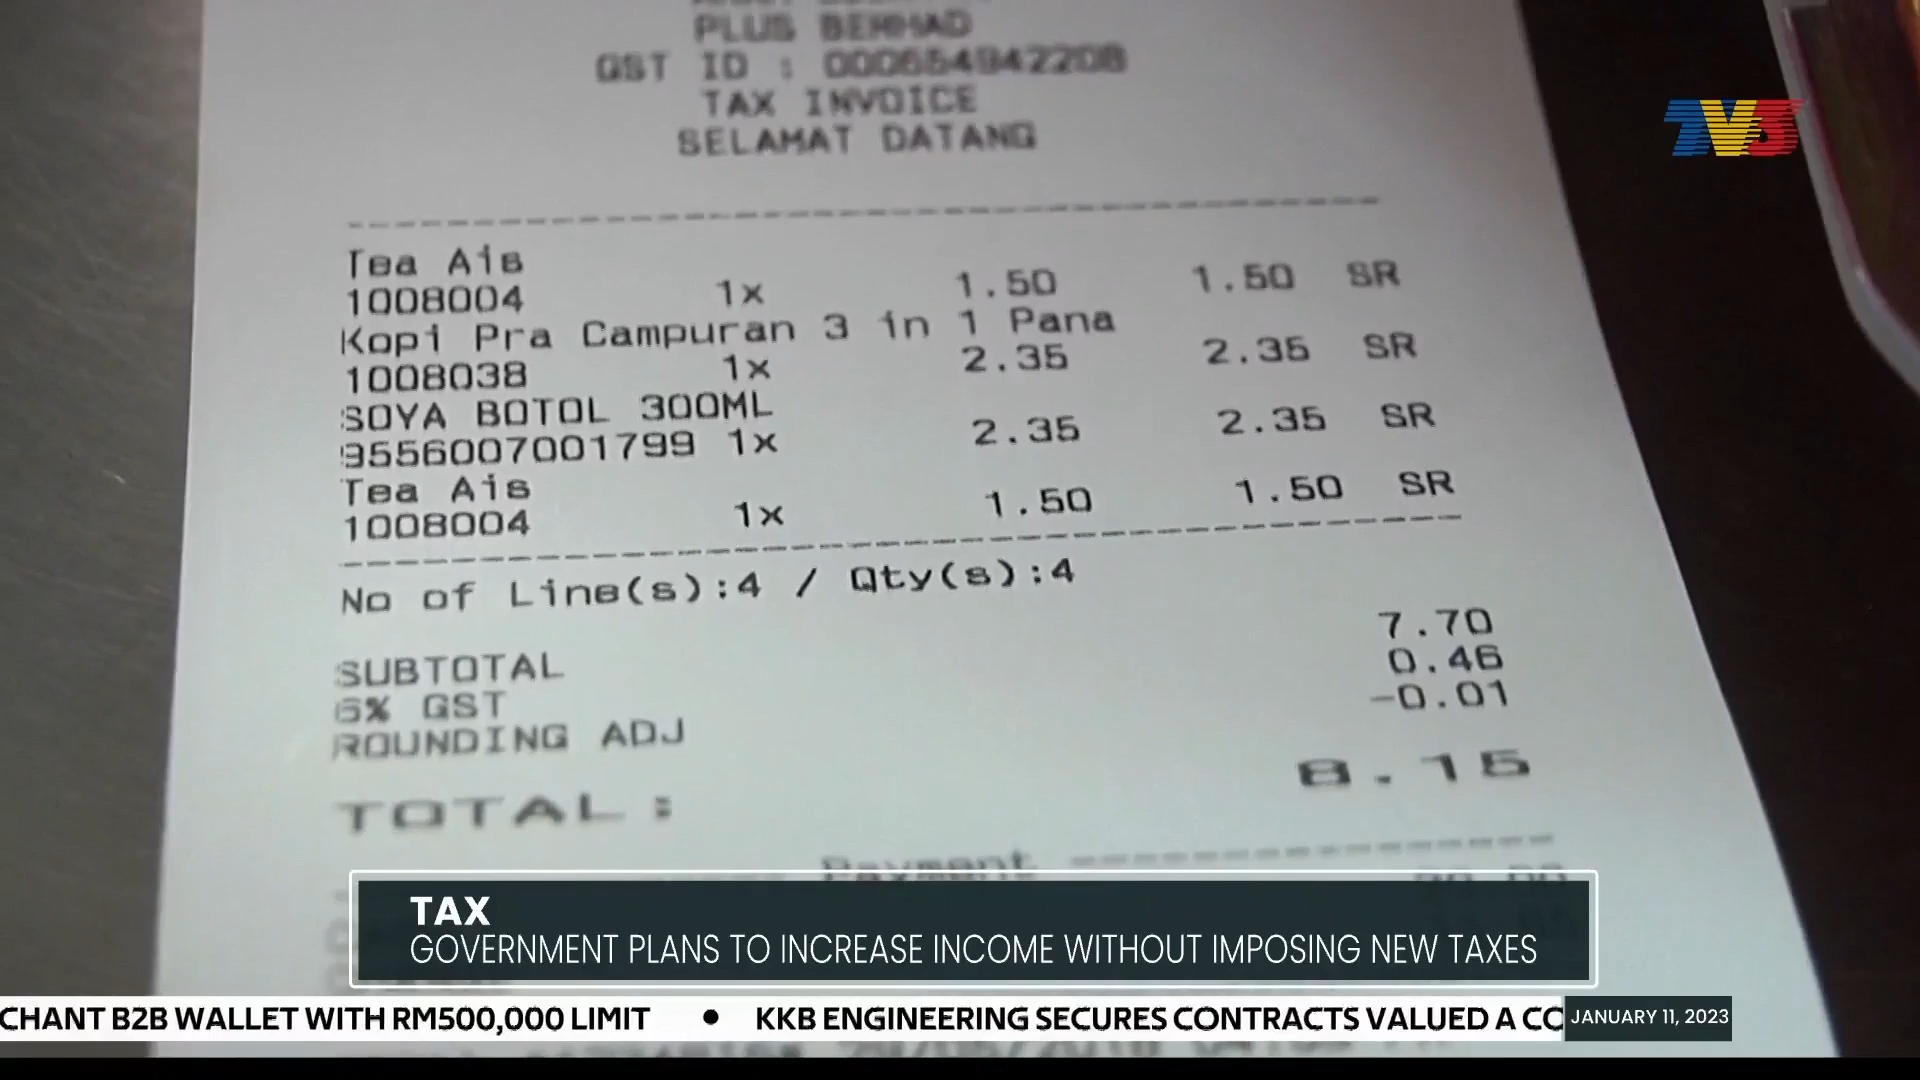 PLUS BERHAD
GST ID : 000654942208
TAX INVOICE
SELAMAT DATANG
TV3
Tea Ais
1008004 1x 1.50 1.50 SR
Kopi Pra Campuran 3 in 1 Pana
1008038 1x 2.35 2.35 SR
SOYA BOTOL 300ML
9556007001799 1x 2.35 2.35 SR
Tea Ais
1008004 1x 1.50 1.50 SR
No of Line(s):4 / Qty(s):4
SUBTOTAL 7.70
6% GST 0.46
ROUNDING ADJ -0.01
TOTAL: 8.15
Payment
TAX
GOVERNMENT PLANS TO INCREASE INCOME WITHOUT IMPOSING NEW TAXES
CHANT B2B WALLET WITH RM500,000 LIMIT • KKB ENGINEERING SECURES CONTRACTS VALUED A CO
JANUARY 11, 2023